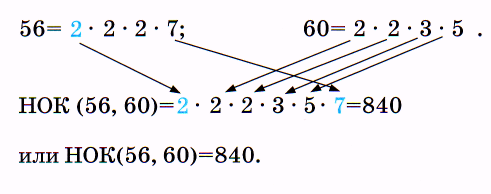 56= 2 · 2 · 2 · 7; 60= 2 · 2 · 3 · 5 .
НОК (56, 60)=2 · 2 · 2 · 3 · 5 · 7=840
или НОК(56, 60)=840.